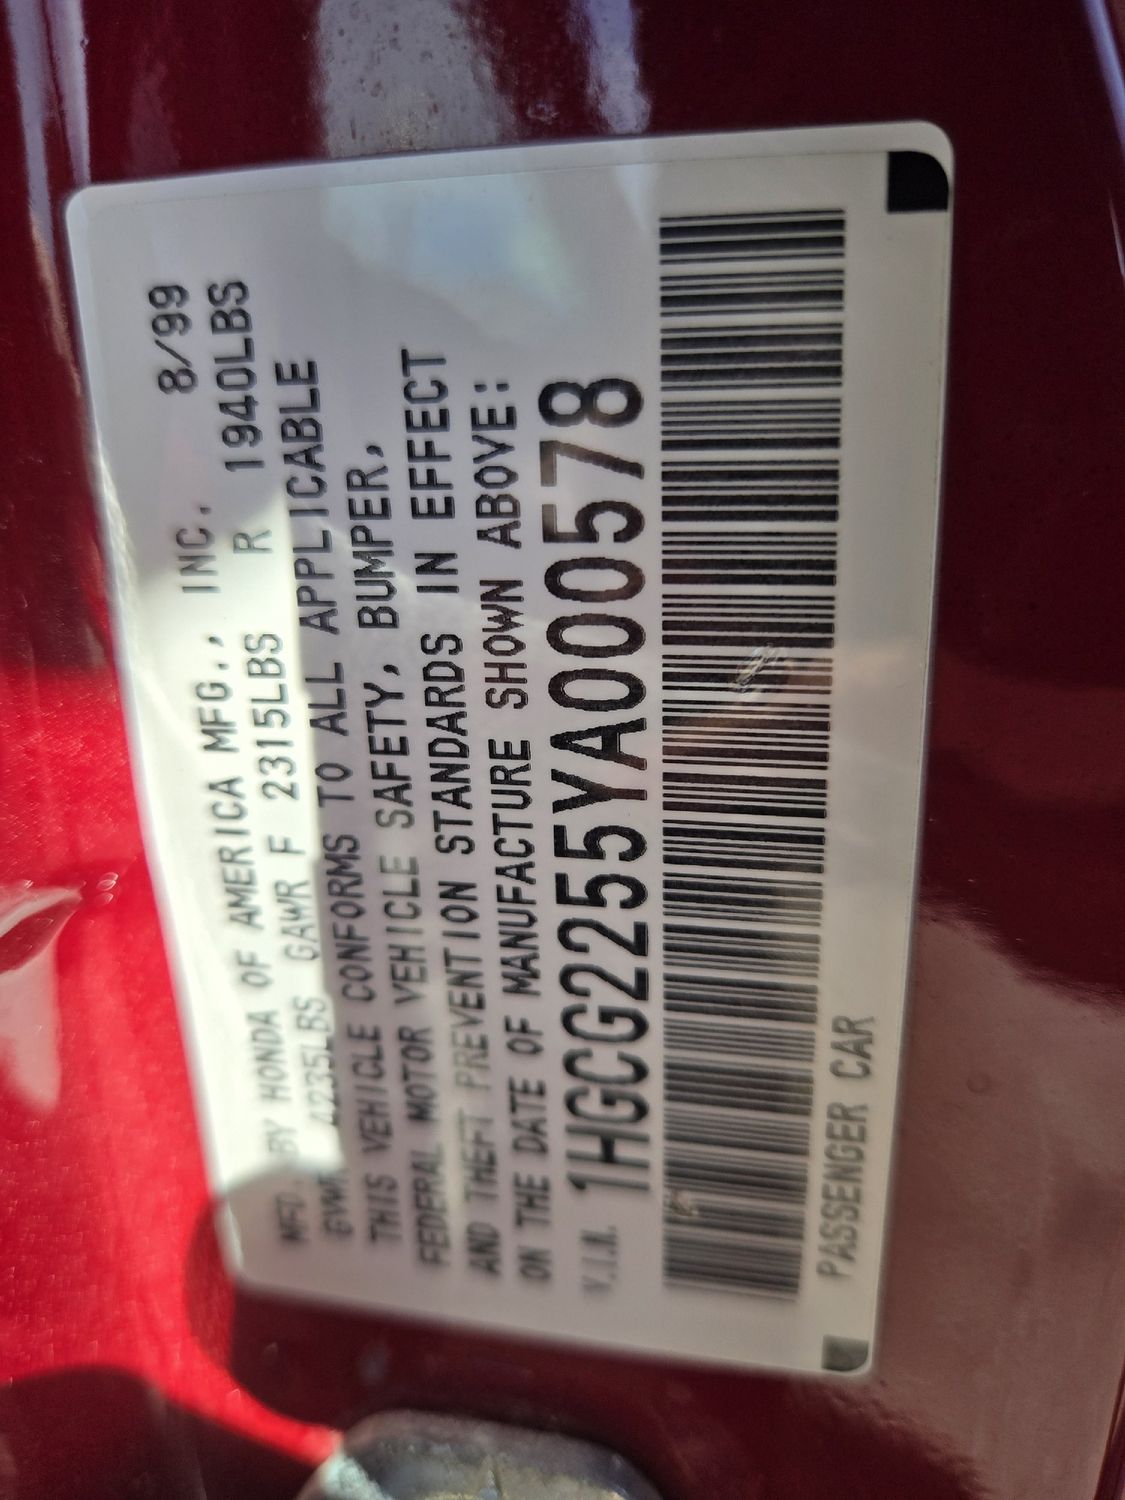 MFD. BY HONDA OF AMERICA MFG., INC. 8/99
GVWR 4235LBS GAWR F 2315LBS R 1940LBS
THIS VEHICLE CONFORMS TO ALL APPLICABLE
FEDERAL MOTOR VEHICLE SAFETY, BUMPER,
AND THEFT PREVENTION STANDARDS IN EFFECT
ON THE DATE OF MANUFACTURE SHOWN ABOVE:
V.I.N. 1HGCG2255YA000578
PASSENGER CAR